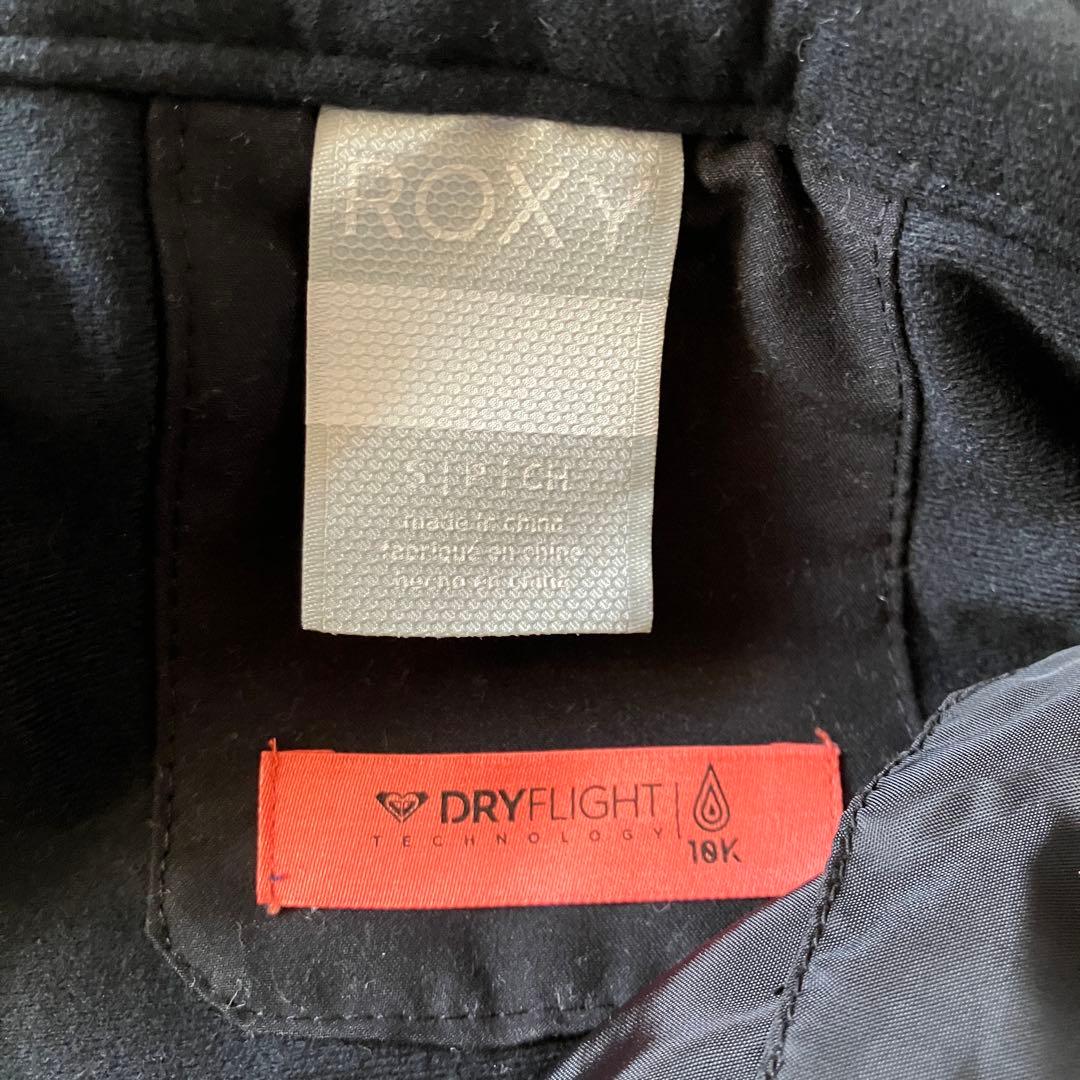 ROXY
S | P | CH
made in china
fabriqué en chine
hecho en china
DRYFLIGHT
TECHNOLOGY
10K